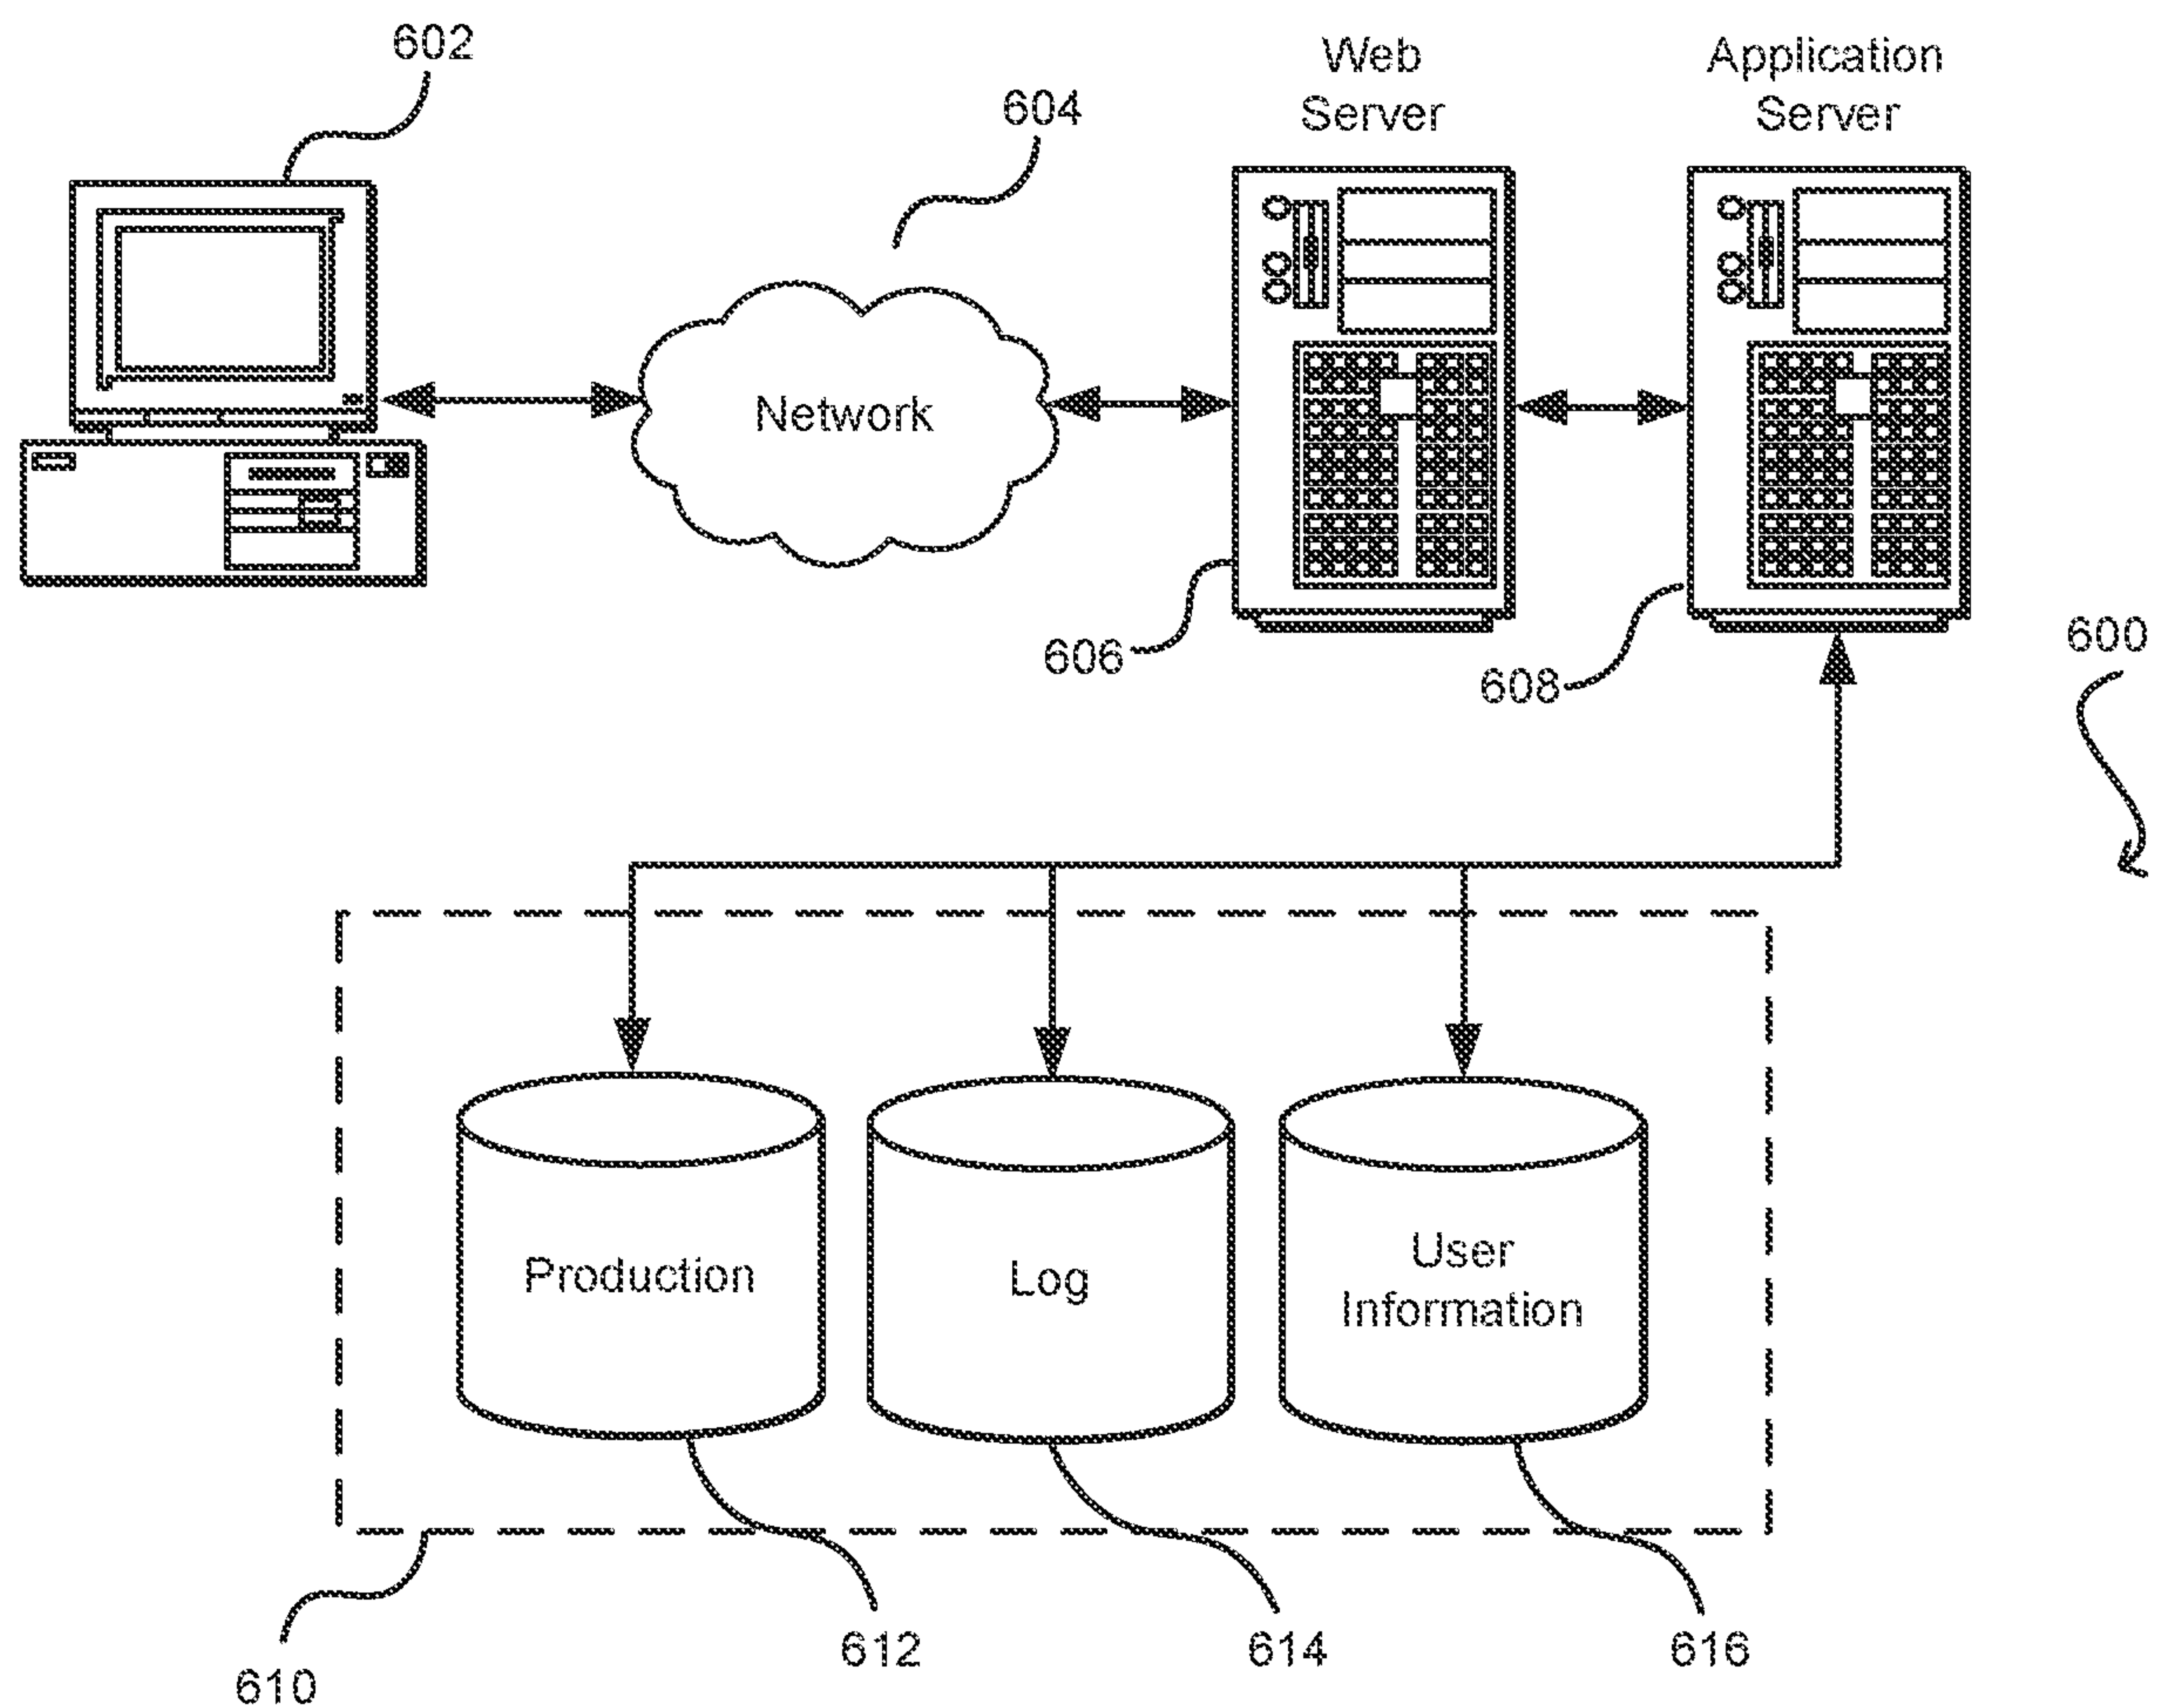 602
604
Web
Server
Application
Server
Network
606
608
600
Production
Log
User
Information
610
612
614
616